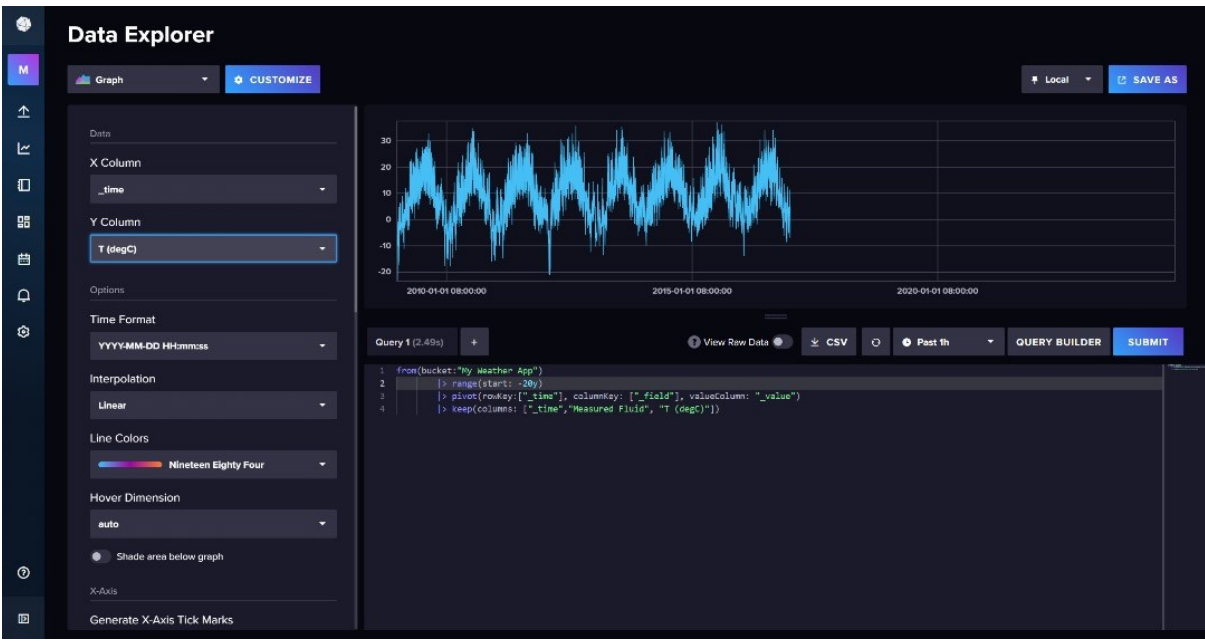 Data Explorer
M
Graph
CUSTOMIZE
Local
SAVE AS
Data
X Column
_time
Y Column
T (degC)
Options
Time Format
YYYY-MM-DD HH:mm:ss
Interpolation
Linear
Line Colors
Nineteen Eighty Four
Hover Dimension
auto
Shade area below graph
X-Axis
Generate X-Axis Tick Marks
30
20
10
0
-10
-20
2010-01-01 08:00:00
2015-01-01 08:00:00
2020-01-01 08:00:00
Query 1 (2.49s)
+
View Raw Data
CSV
Past 1h
QUERY BUILDER
SUBMIT
1 from(bucket:"My Weather App")
2 |> range(start: -20y)
3 |> pivot(rowKey:["_time"], columnKey: ["_field"], valueColumn: "_value")
4 |> keep(columns: ["_time","Measured Fluid", "T (degC)"])